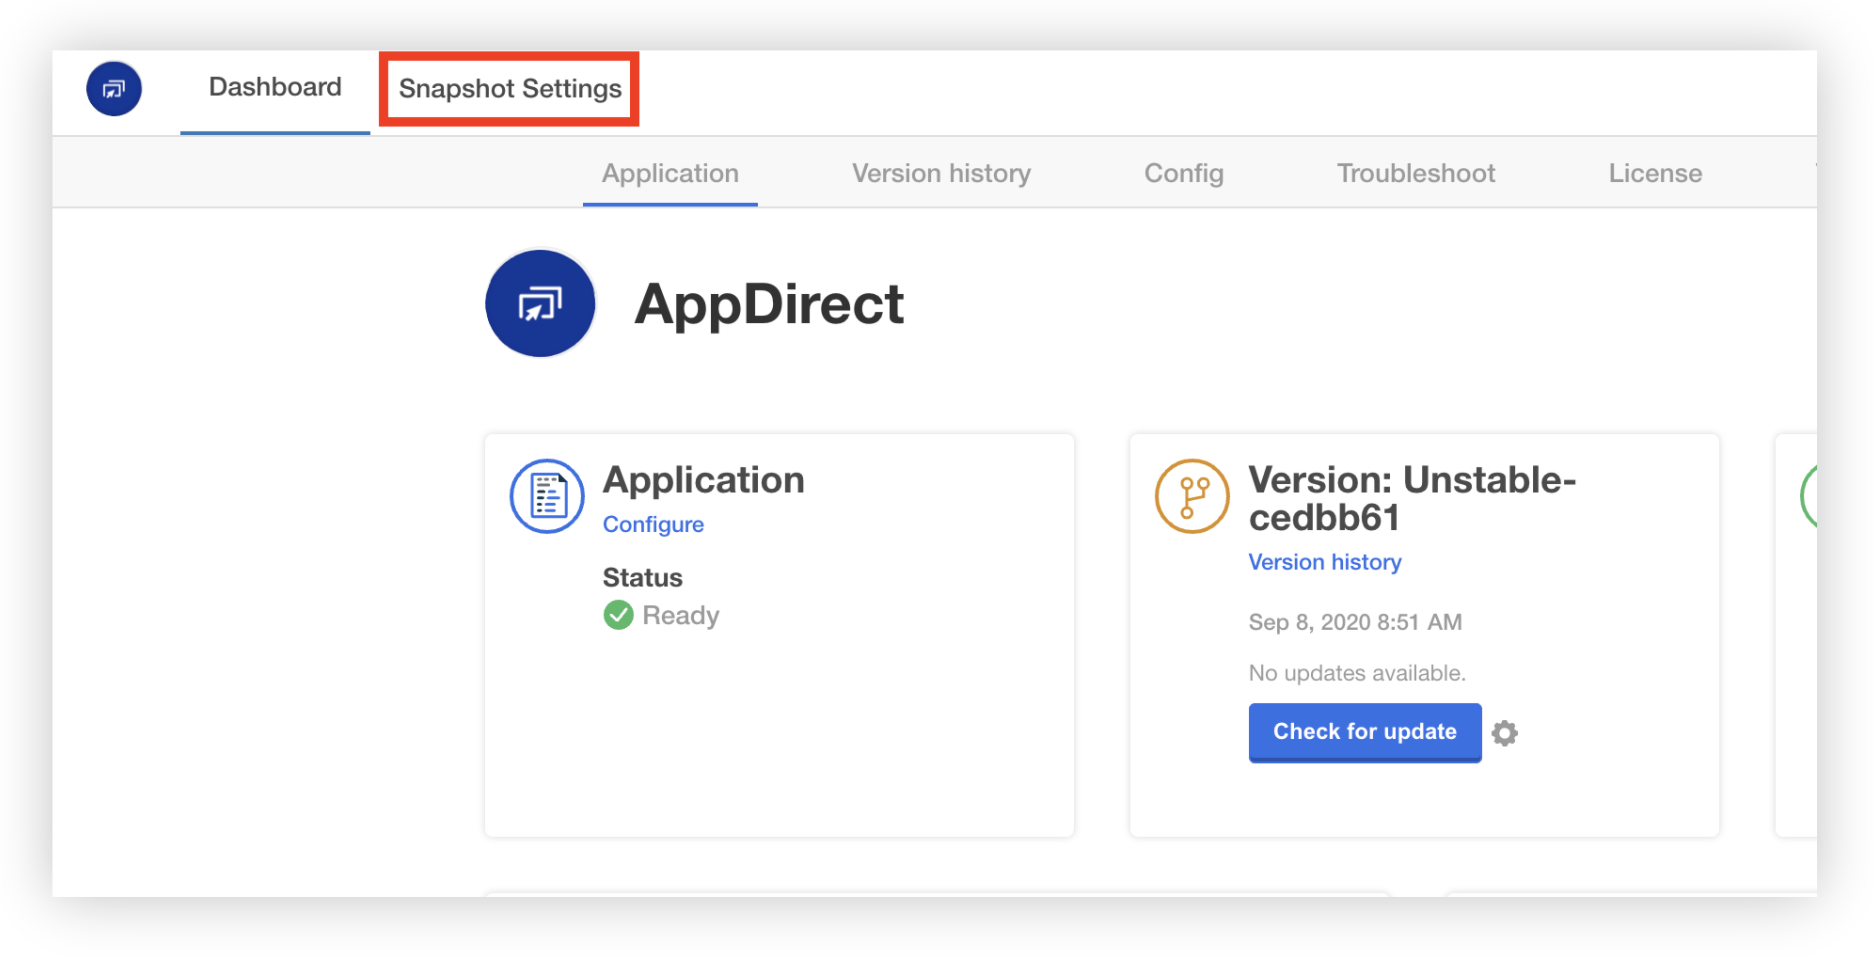 Dashboard
Snapshot Settings
Application
Version history
Config
Troubleshoot
License
AppDirect
Application
Configure
Status
Ready
Version: Unstable-
cedbb61
Version history
Sep 8, 2020 8:51 AM
No updates available.
Check for update